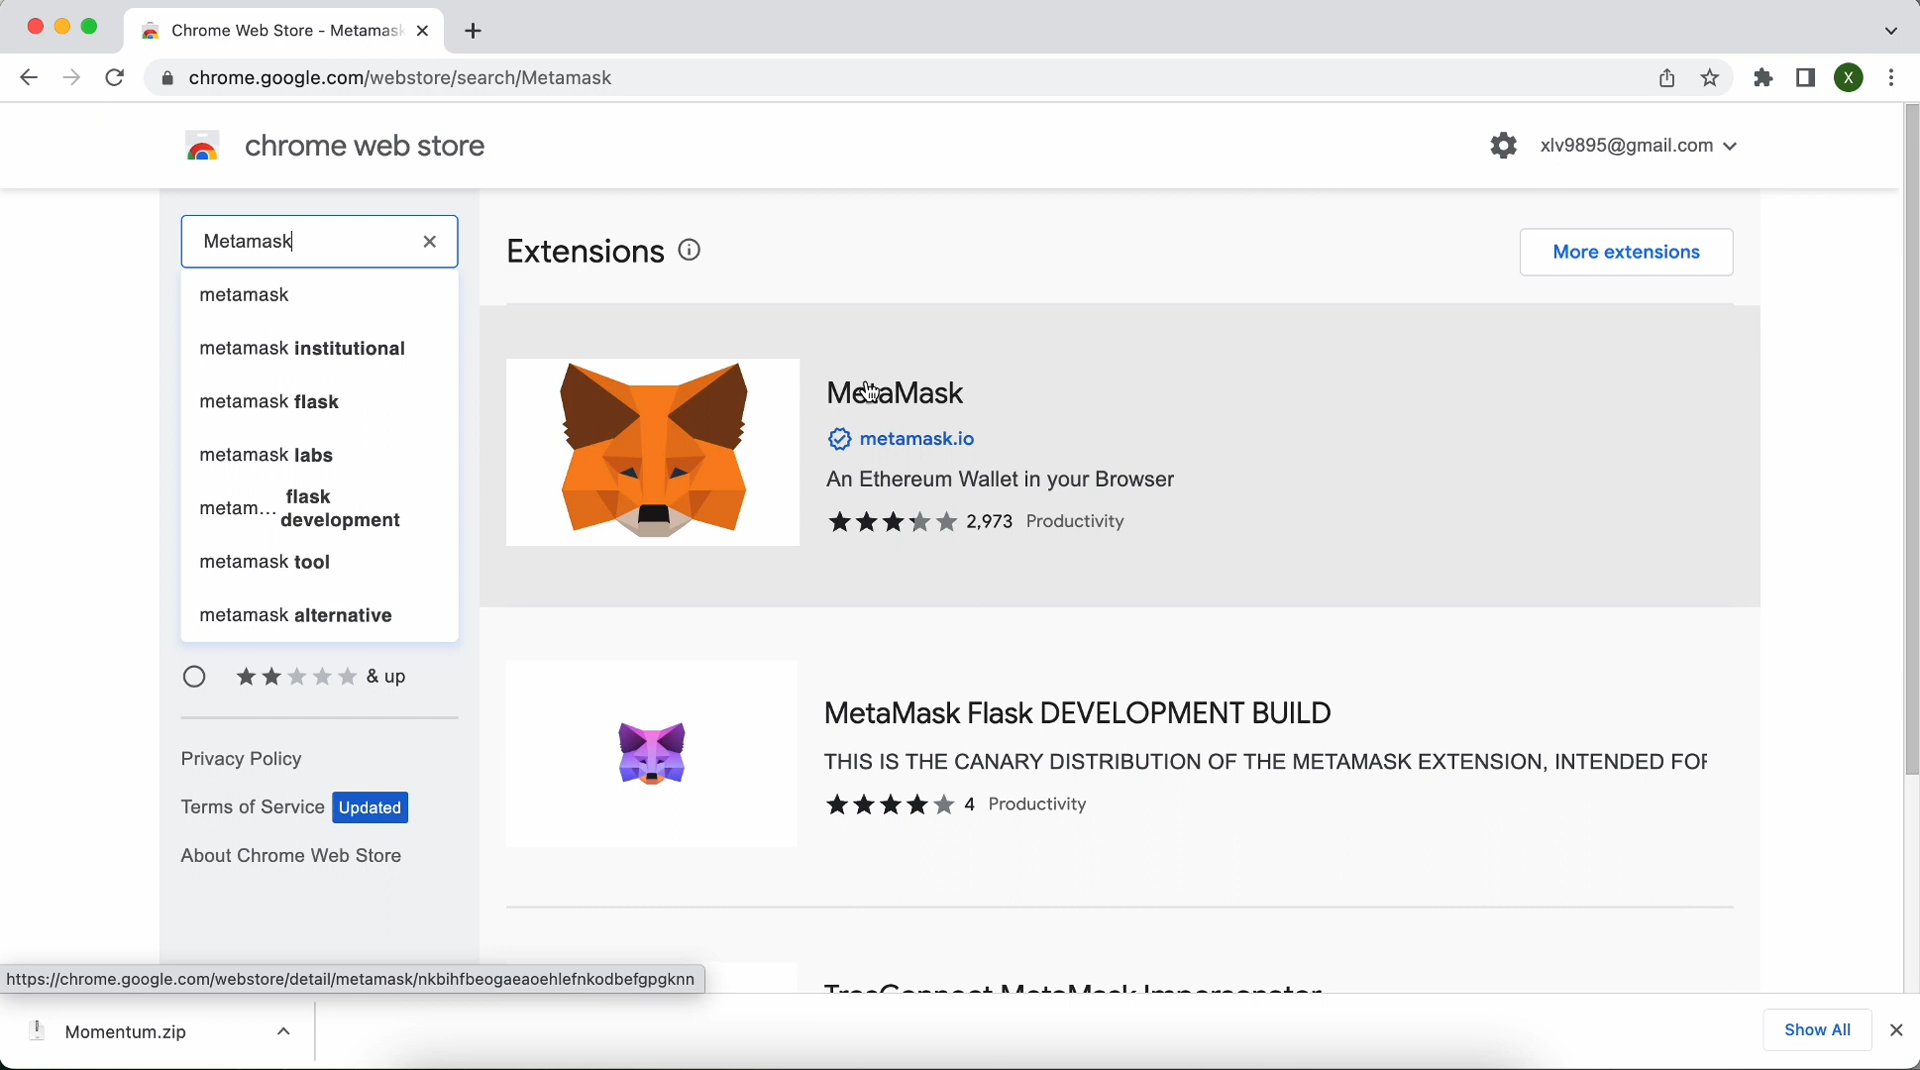 Chrome Web Store - Metamask
chrome.google.com/webstore/search/Metamask
X
chrome web store
xlv9895@gmail.com
Metamask
metamask
metamask institutional
metamask flask
metamask labs
metam... flask
development
metamask tool
metamask alternative
& up
Privacy Policy
Terms of Service Updated
About Chrome Web Store
Extensions
More extensions
MetaMask
metamask.io
An Ethereum Wallet in your Browser
2,973 Productivity
MetaMask Flask DEVELOPMENT BUILD
THIS IS THE CANARY DISTRIBUTION OF THE METAMASK EXTENSION, INTENDED FOR
4 Productivity
MetaMask Impersonator
https://chrome.google.com/webstore/detail/metamask/nkbihfbeogaeaoehlefnkodbefgpgknn
Momentum.zip
Show All